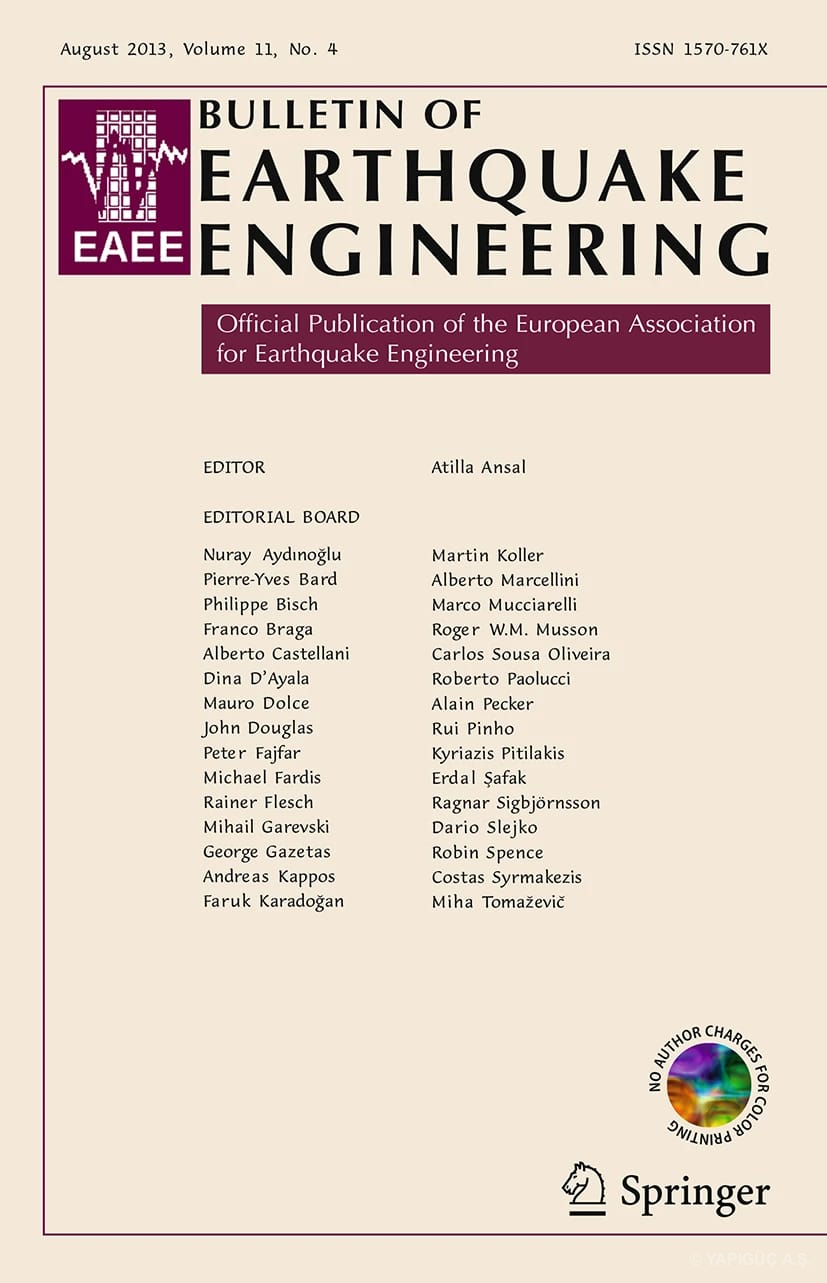 August 2013, Volume 11, No. 4
ISSN 1570-761X
EAEE
BULLETIN OF
EARTHQUAKE
ENGINEERING
Official Publication of the European Association
for Earthquake Engineering
EDITOR
Atilla Ansal
EDITORIAL BOARD
Nuray Aydınoğlu
Pierre-Yves Bard
Philippe Bisch
Franco Braga
Alberto Castellani
Dina D’Ayala
Mauro Dolce
John Douglas
Peter Fajfar
Michael Fardis
Rainer Flesch
Mihail Garevski
George Gazetas
Andreas Kappos
Faruk Karadoğan
Martin Koller
Alberto Marcellini
Marco Mucciarelli
Roger W.M. Musson
Carlos Sousa Oliveira
Roberto Paolucci
Alain Pecker
Rui Pinho
Kyriazis Pitilakis
Erdal Şafak
Ragnar Sigbjörnsson
Dario Slejko
Robin Spence
Costas Syrmakezis
Miha Tomaževič
NO AUTHOR CHARGES FOR COLOR PRINTING
Springer
© YAPIGÜÇ A.Ş